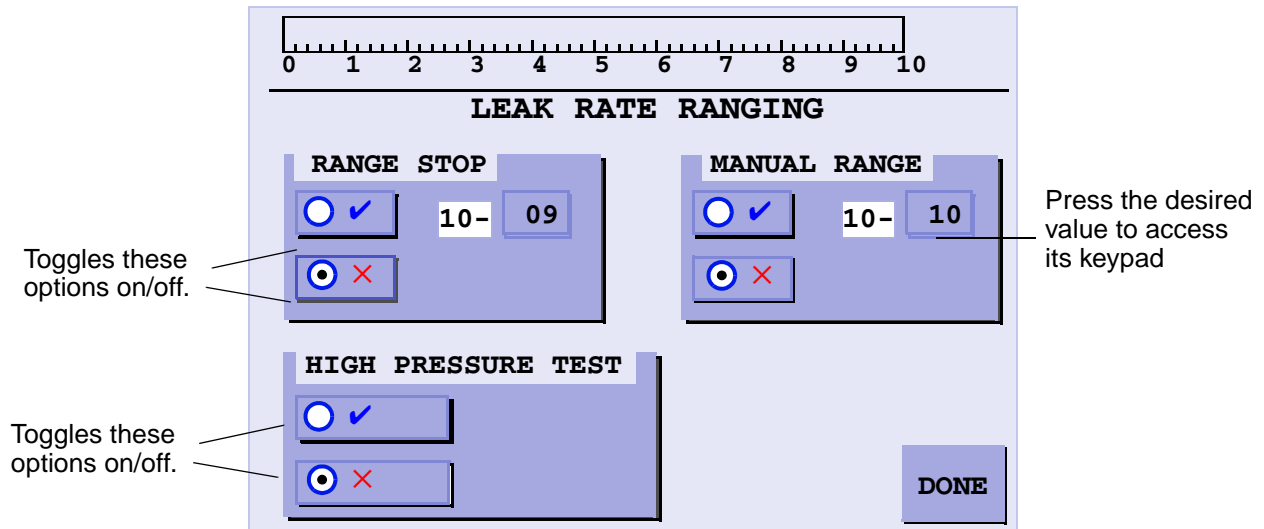 0 1 2 3 4 5 6 7 8 9 10
LEAK RATE RANGING
RANGE STOP
✔ 10- 09
✕
MANUAL RANGE
✔ 10- 10
✕
Press the desired
value to access
its keypad
Toggles these
options on/off.
HIGH PRESSURE TEST
✔
✕
Toggles these
options on/off.
DONE